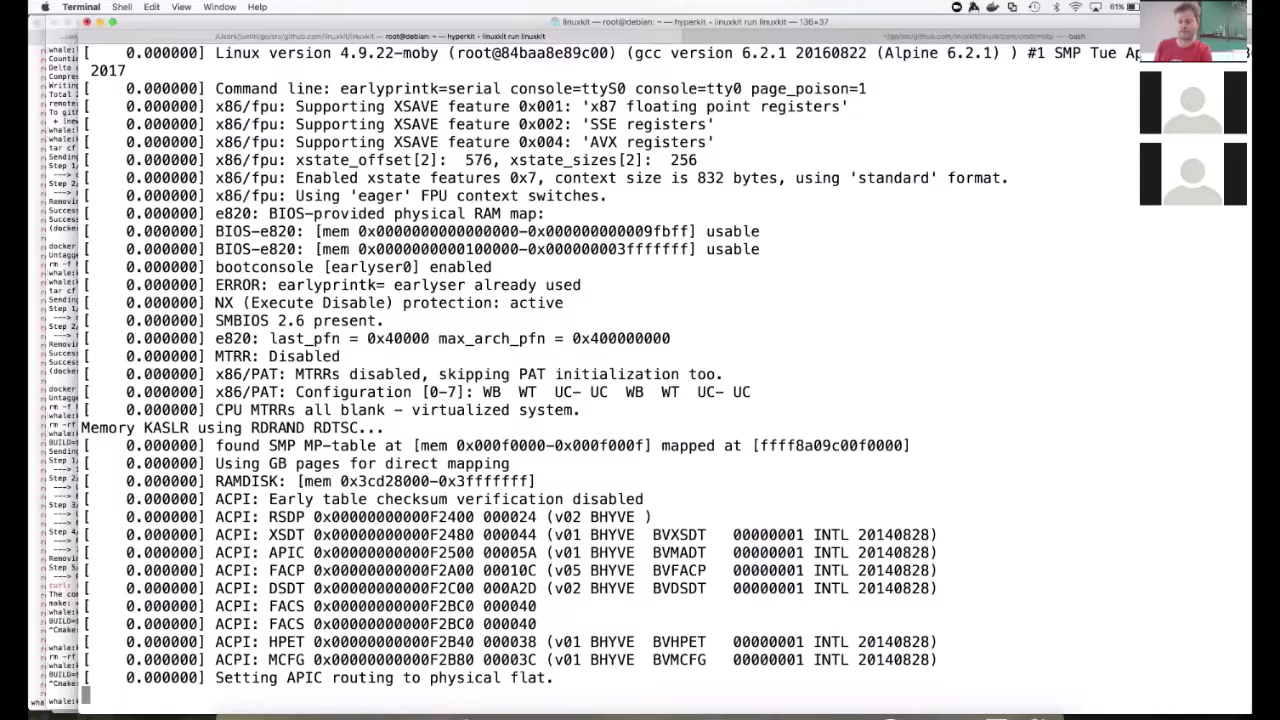 Terminal Shell Edit View Window Help 61%
linuxkit — root@debian: ~ — hyperkit ◂ linuxkit run linuxkit — 136×37
root@debian: ~ — hyperkit ◂ linuxkit run linuxkit
[    0.000000] Linux version 4.9.22-moby (root@84baa8e89c00) (gcc version 6.2.1 20160822 (Alpine 6.2.1) ) #1 SMP Tue Ap
2017
[    0.000000] Command line: earlyprintk=serial console=ttyS0 console=tty0 page_poison=1
[    0.000000] x86/fpu: Supporting XSAVE feature 0x001: 'x87 floating point registers'
[    0.000000] x86/fpu: Supporting XSAVE feature 0x002: 'SSE registers'
[    0.000000] x86/fpu: Supporting XSAVE feature 0x004: 'AVX registers'
[    0.000000] x86/fpu: xstate_offset[2]:  576, xstate_sizes[2]:  256
[    0.000000] x86/fpu: Enabled xstate features 0x7, context size is 832 bytes, using 'standard' format.
[    0.000000] x86/fpu: Using 'eager' FPU context switches.
[    0.000000] e820: BIOS-provided physical RAM map:
[    0.000000] BIOS-e820: [mem 0x0000000000000000-0x000000000009fbff] usable
[    0.000000] BIOS-e820: [mem 0x0000000000100000-0x000000003fffffff] usable
[    0.000000] bootconsole [earlyser0] enabled
[    0.000000] ERROR: earlyprintk= earlyser already used
[    0.000000] NX (Execute Disable) protection: active
[    0.000000] SMBIOS 2.6 present.
[    0.000000] e820: last_pfn = 0x40000 max_arch_pfn = 0x400000000
[    0.000000] MTRR: Disabled
[    0.000000] x86/PAT: MTRRs disabled, skipping PAT initialization too.
[    0.000000] x86/PAT: Configuration [0-7]: WB  WT  UC- UC  WB  WT  UC- UC
[    0.000000] CPU MTRRs all blank - virtualized system.
Memory KASLR using RDRAND RDTSC...
[    0.000000] found SMP MP-table at [mem 0x000f0000-0x000f000f] mapped at [ffff8a09c00f0000]
[    0.000000] Using GB pages for direct mapping
[    0.000000] RAMDISK: [mem 0x3cd28000-0x3fffffff]
[    0.000000] ACPI: Early table checksum verification disabled
[    0.000000] ACPI: RSDP 0x00000000000F2400 000024 (v02 BHYVE )
[    0.000000] ACPI: XSDT 0x00000000000F2480 000044 (v01 BHYVE  BVXSDT   00000001 INTL 20140828)
[    0.000000] ACPI: APIC 0x00000000000F2500 00005A (v01 BHYVE  BVMADT   00000001 INTL 20140828)
[    0.000000] ACPI: FACP 0x00000000000F2A00 00010C (v05 BHYVE  BVFACP   00000001 INTL 20140828)
[    0.000000] ACPI: DSDT 0x00000000000F2C00 000A2D (v02 BHYVE  BVDSDT   00000001 INTL 20140828)
[    0.000000] ACPI: FACS 0x00000000000F2BC0 000040
[    0.000000] ACPI: FACS 0x00000000000F2BC0 000040
[    0.000000] ACPI: HPET 0x00000000000F2B40 000038 (v01 BHYVE  BVHPET   00000001 INTL 20140828)
[    0.000000] ACPI: MCFG 0x00000000000F2B80 00003C (v01 BHYVE  BVMCFG   00000001 INTL 20140828)
[    0.000000] Setting APIC routing to physical flat.